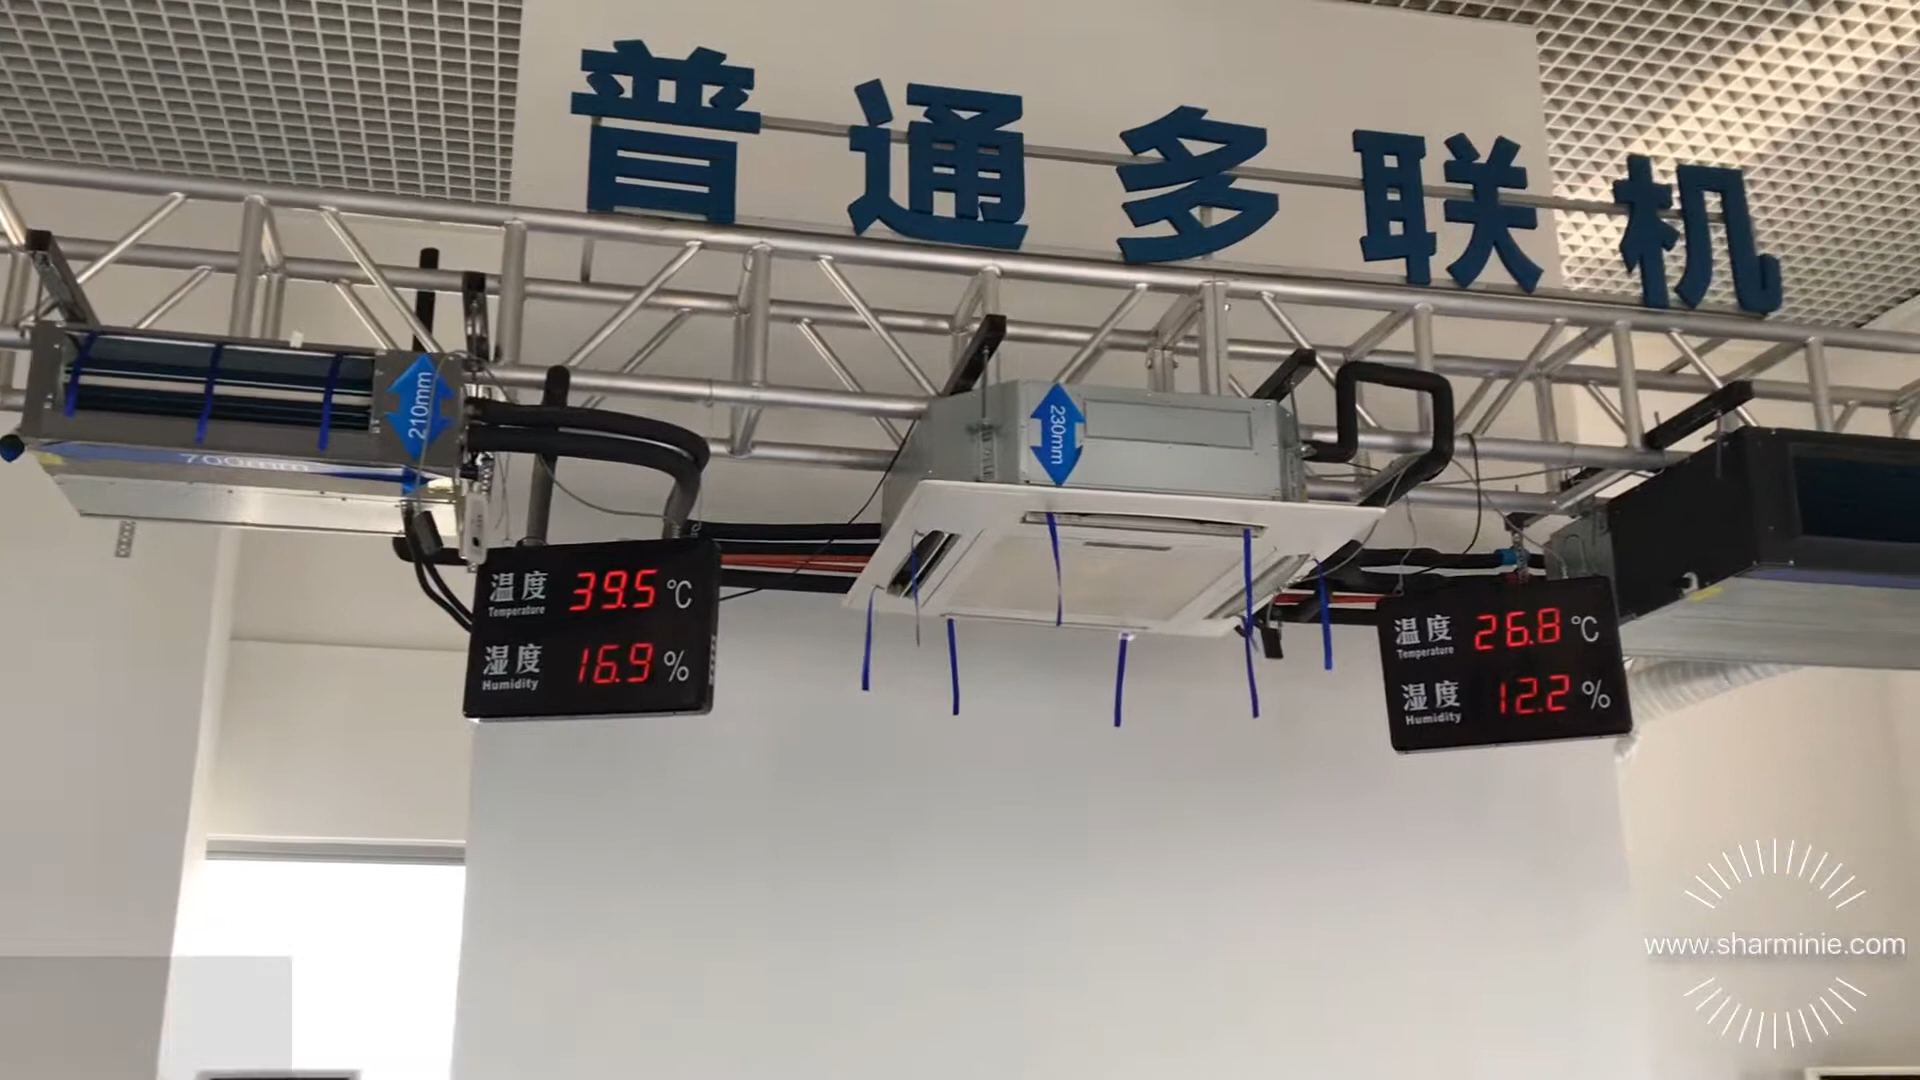 普通多联机
210mm
700mm
230mm
温度 39.5 ℃
Temperature
湿度 16.9 %
Humidity
温度 26.8 ℃
Temperature
湿度 12.2 %
Humidity
www.sharminie.com